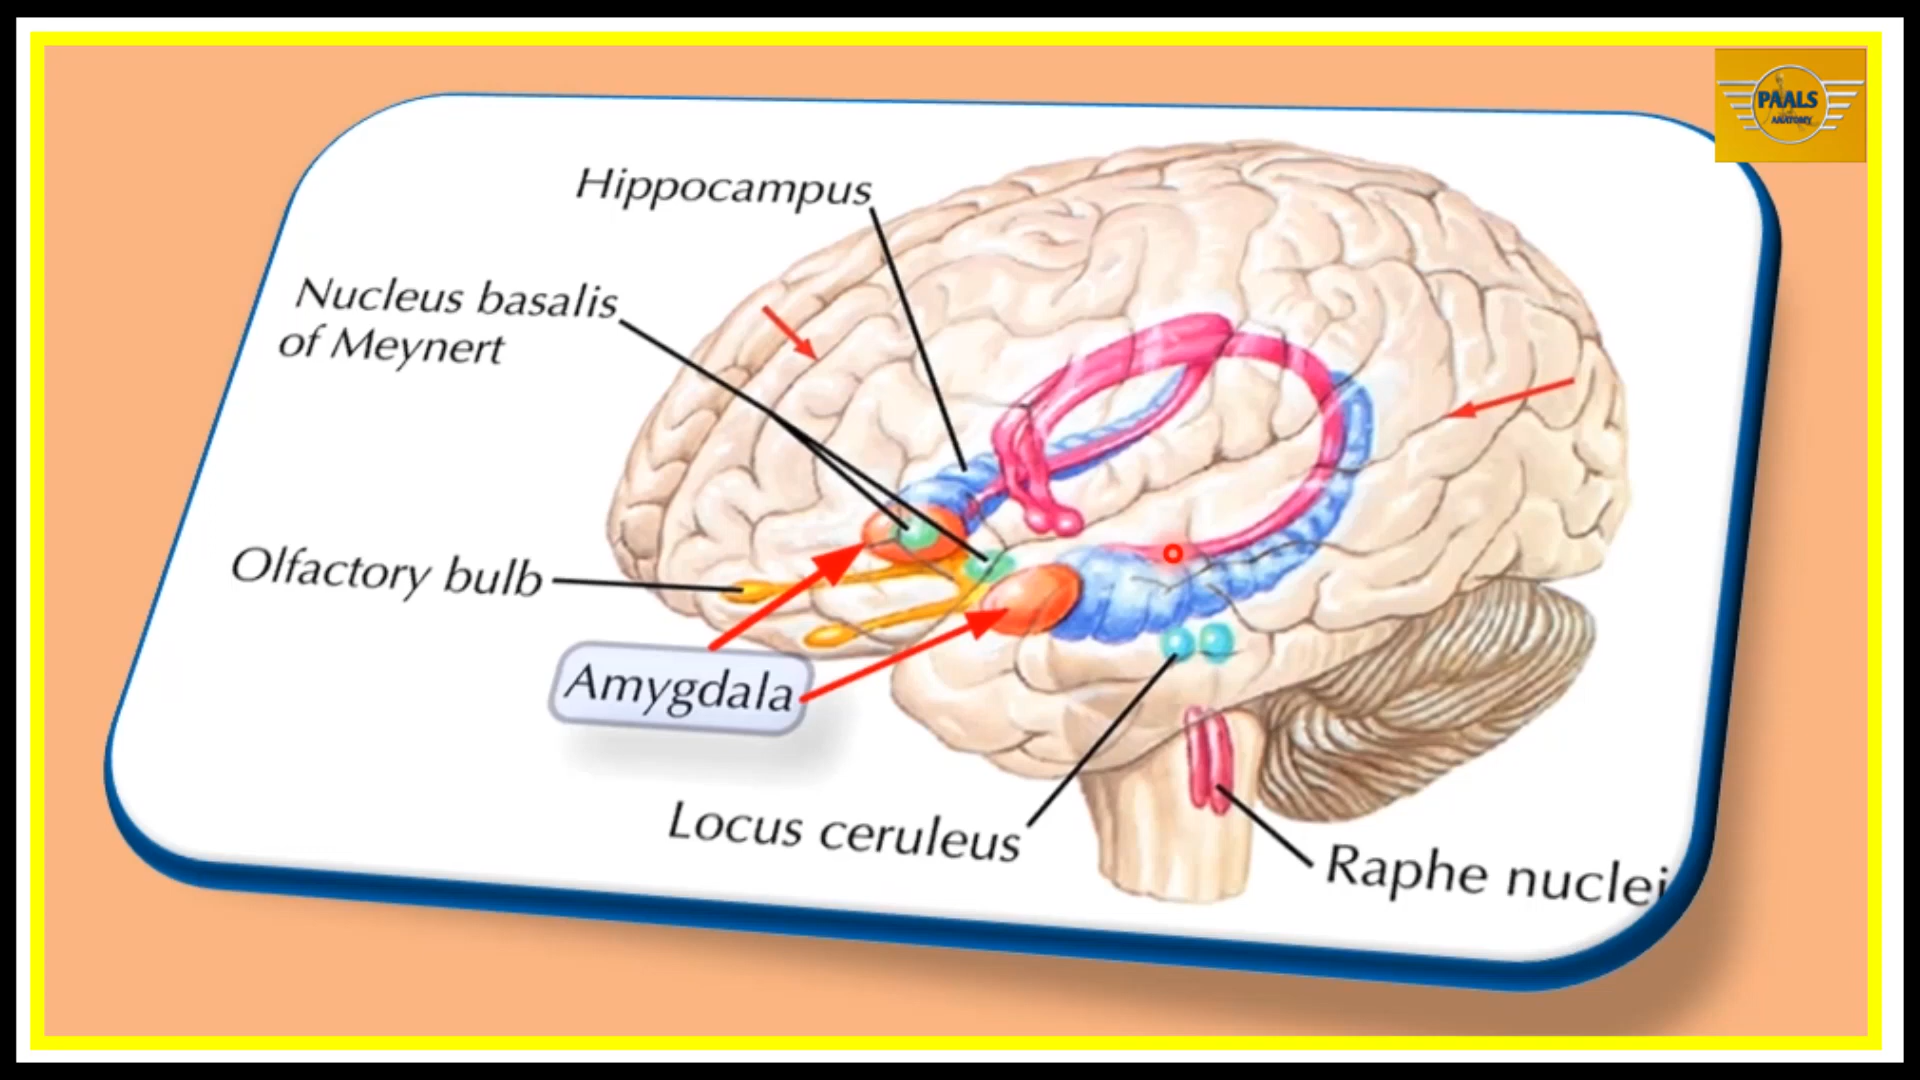 PAALS
ANATOMY
Hippocampus
Nucleus basalis
of Meynert
Olfactory bulb
Amygdala
Locus ceruleus
Raphe nuclei